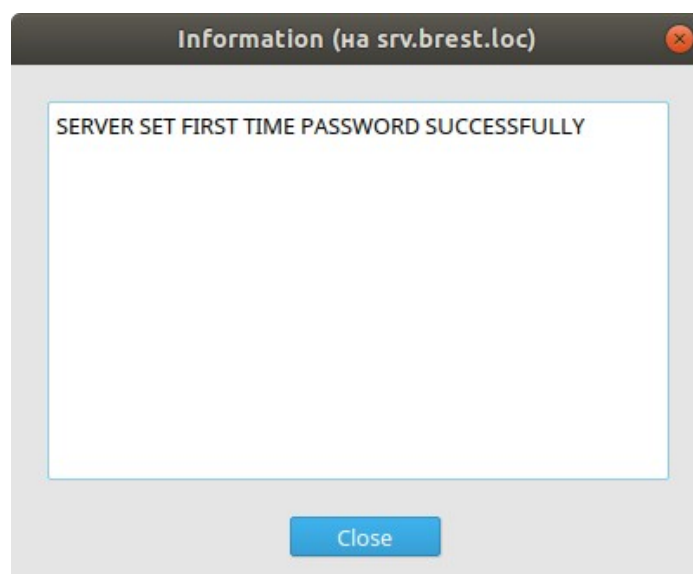 Information (на srv.brest.loc)
SERVER SET FIRST TIME PASSWORD SUCCESSFULLY
Close